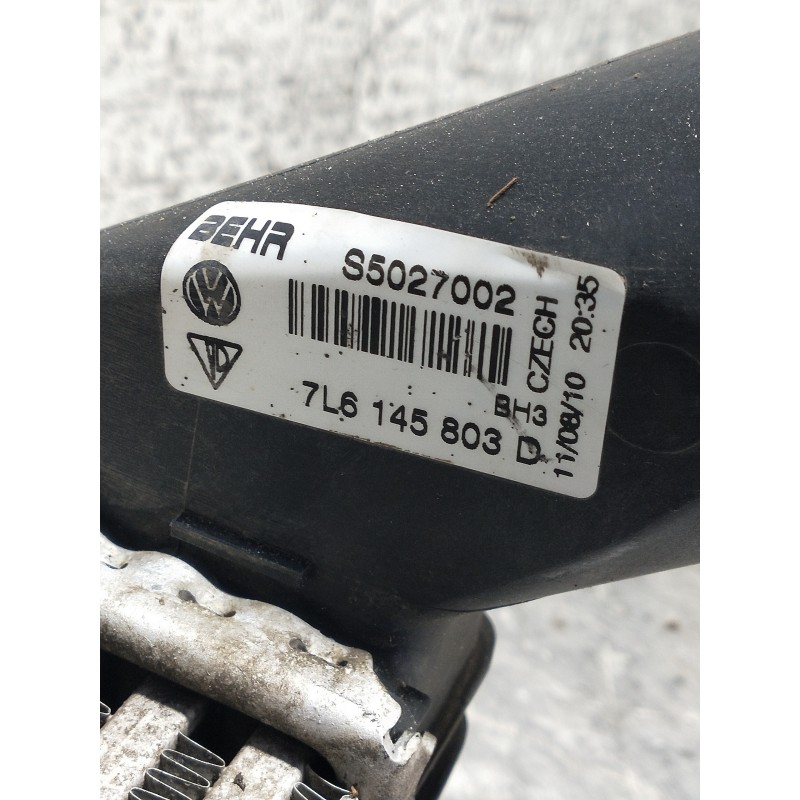 BEHR
S5027002
BH3
7L6 145 803 D
CZECH
11/08/10 20:35